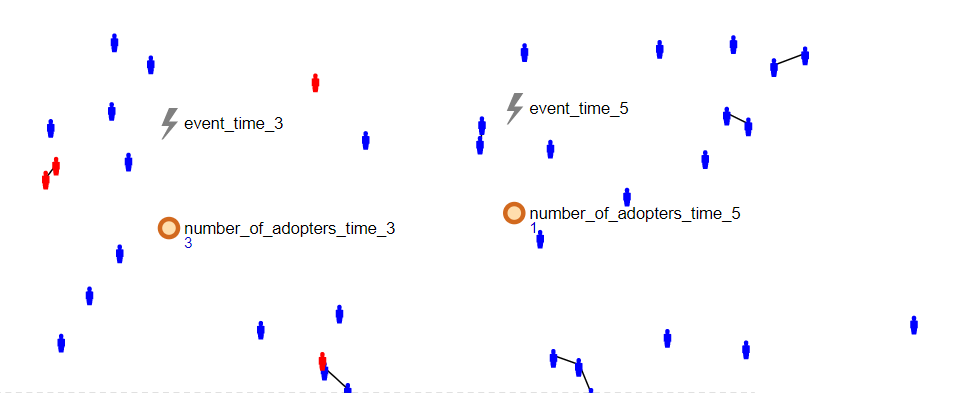 event_time_3
number_of_adopters_time_3
3
event_time_5
number_of_adopters_time_5
1